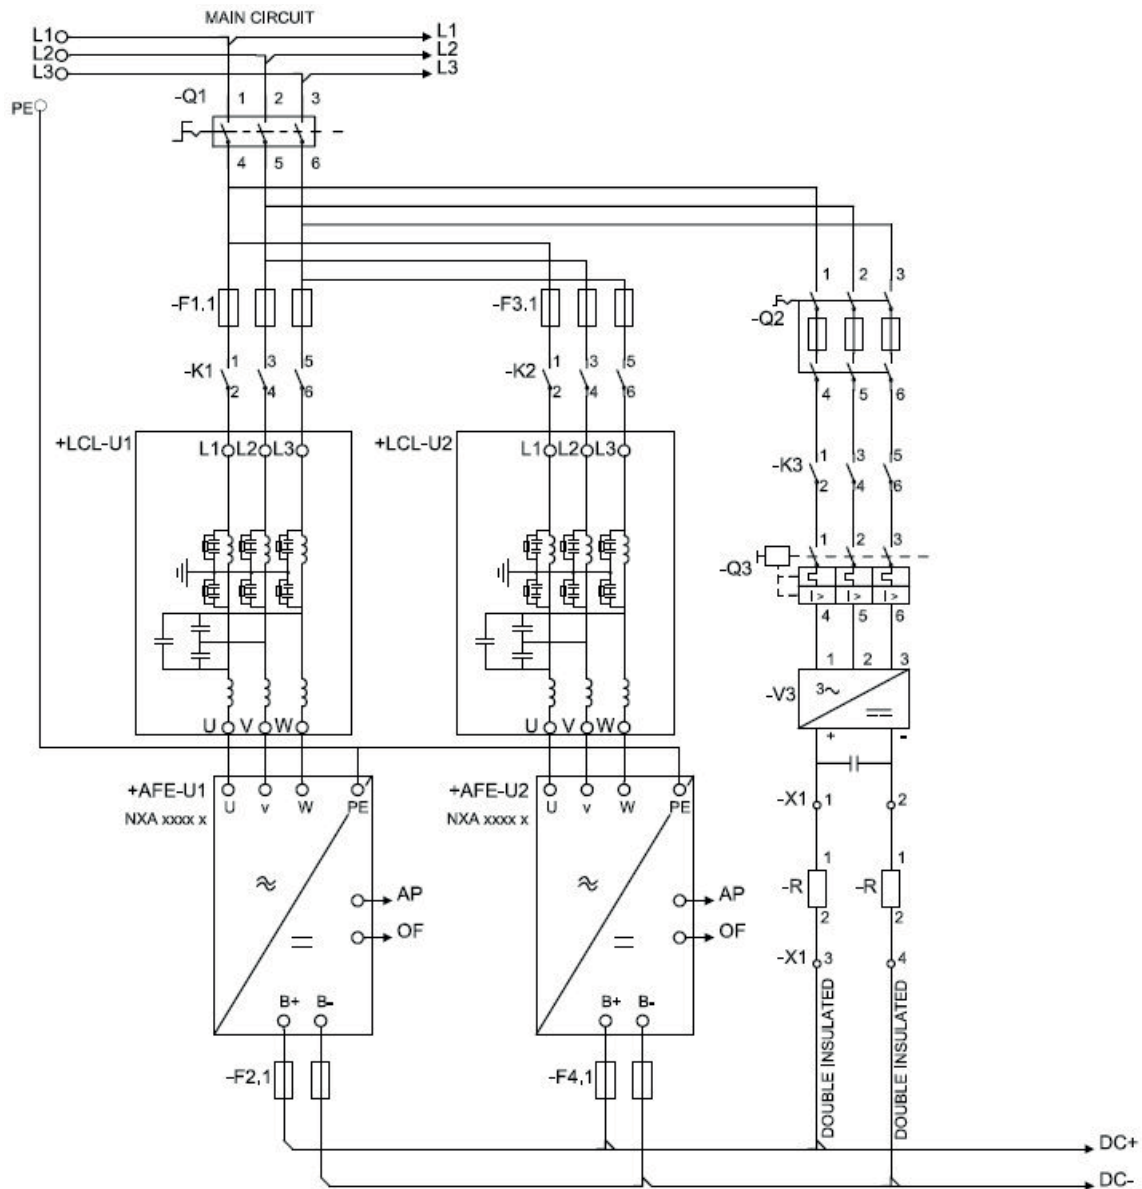 MAIN CIRCUIT
L1 L1
L2 L2
L3 L3
PE
-Q1 1 2 3
4 5 6
1 2 3
-F1.1 -F3.1 -Q2
-K1 1 3 5 -K2 1 3 5
2 4 6 2 4 6 4 5 6
+LCL-U1 L1 L2 L3 +LCL-U2 L1 L2 L3
-K3 1 3 5
2 4 6
-Q3 1 2 3
I> I> I>
4 5 6
1 2 3
-V3 3~
U V W U V W
+ -
+AFE-U1 U v W PE +AFE-U2 U v W PE
NXA xxxx x NXA xxxx x
-X1 1 2
1 1
-R -R
2 2
AP AP
OF OF
-X1 3 4
B+ B- B+ B-
-F2,1 -F4,1
DOUBLE INSULATED DOUBLE INSULATED
DC+
DC-